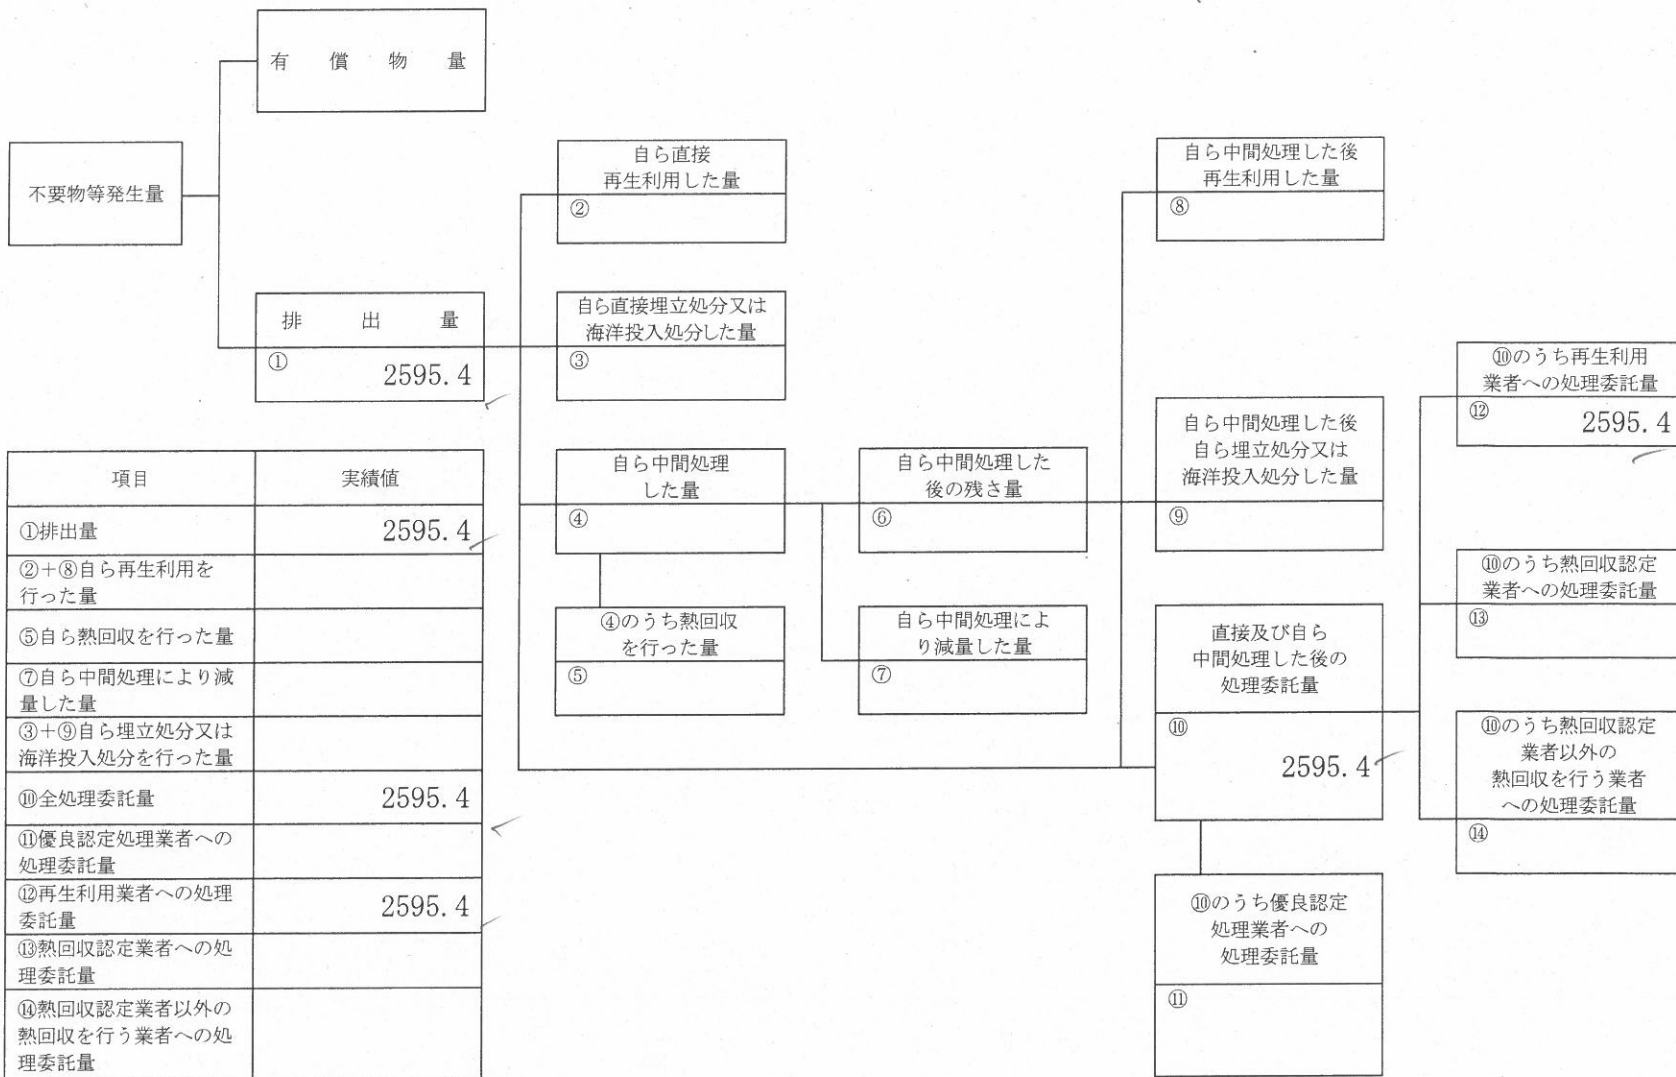 有償物量
不要物等発生量
排出量
①
2595.4
自ら直接
再生利用した量
②
自ら直接埋立処分又は
海洋投入処分した量
③
自ら中間処理
した量
④
④のうち熱回収
を行った量
⑤
自ら中間処理した
後の残さ量
⑥
自ら中間処理によ
り減量した量
⑦
自ら中間処理した後
再生利用した量
⑧
自ら中間処理した後
自ら埋立処分又は
海洋投入処分した量
⑨
直接及び自ら
中間処理した後の
処理委託量
⑩
2595.4
⑩のうち優良認定
処理業者への
処理委託量
⑪
⑩のうち再生利用
業者への処理委託量
⑫
2595.4
⑩のうち熱回収認定
業者への処理委託量
⑬
⑩のうち熱回収認定
業者以外の
熱回収を行う業者
への処理委託量
⑭
項目 実績値
①排出量 2595.4
②+⑧自ら再生利用を
行った量
⑤自ら熱回収を行った量
⑦自ら中間処理により減
量した量
③+⑨自ら埋立処分又は
海洋投入処分を行った量
⑩全処理委託量 2595.4
⑪優良認定処理業者への
処理委託量
⑫再生利用業者への処理
委託量 2595.4
⑬熱回収認定業者への処
理委託量
⑭熱回収認定業者以外の
熱回収を行う業者への処
理委託量